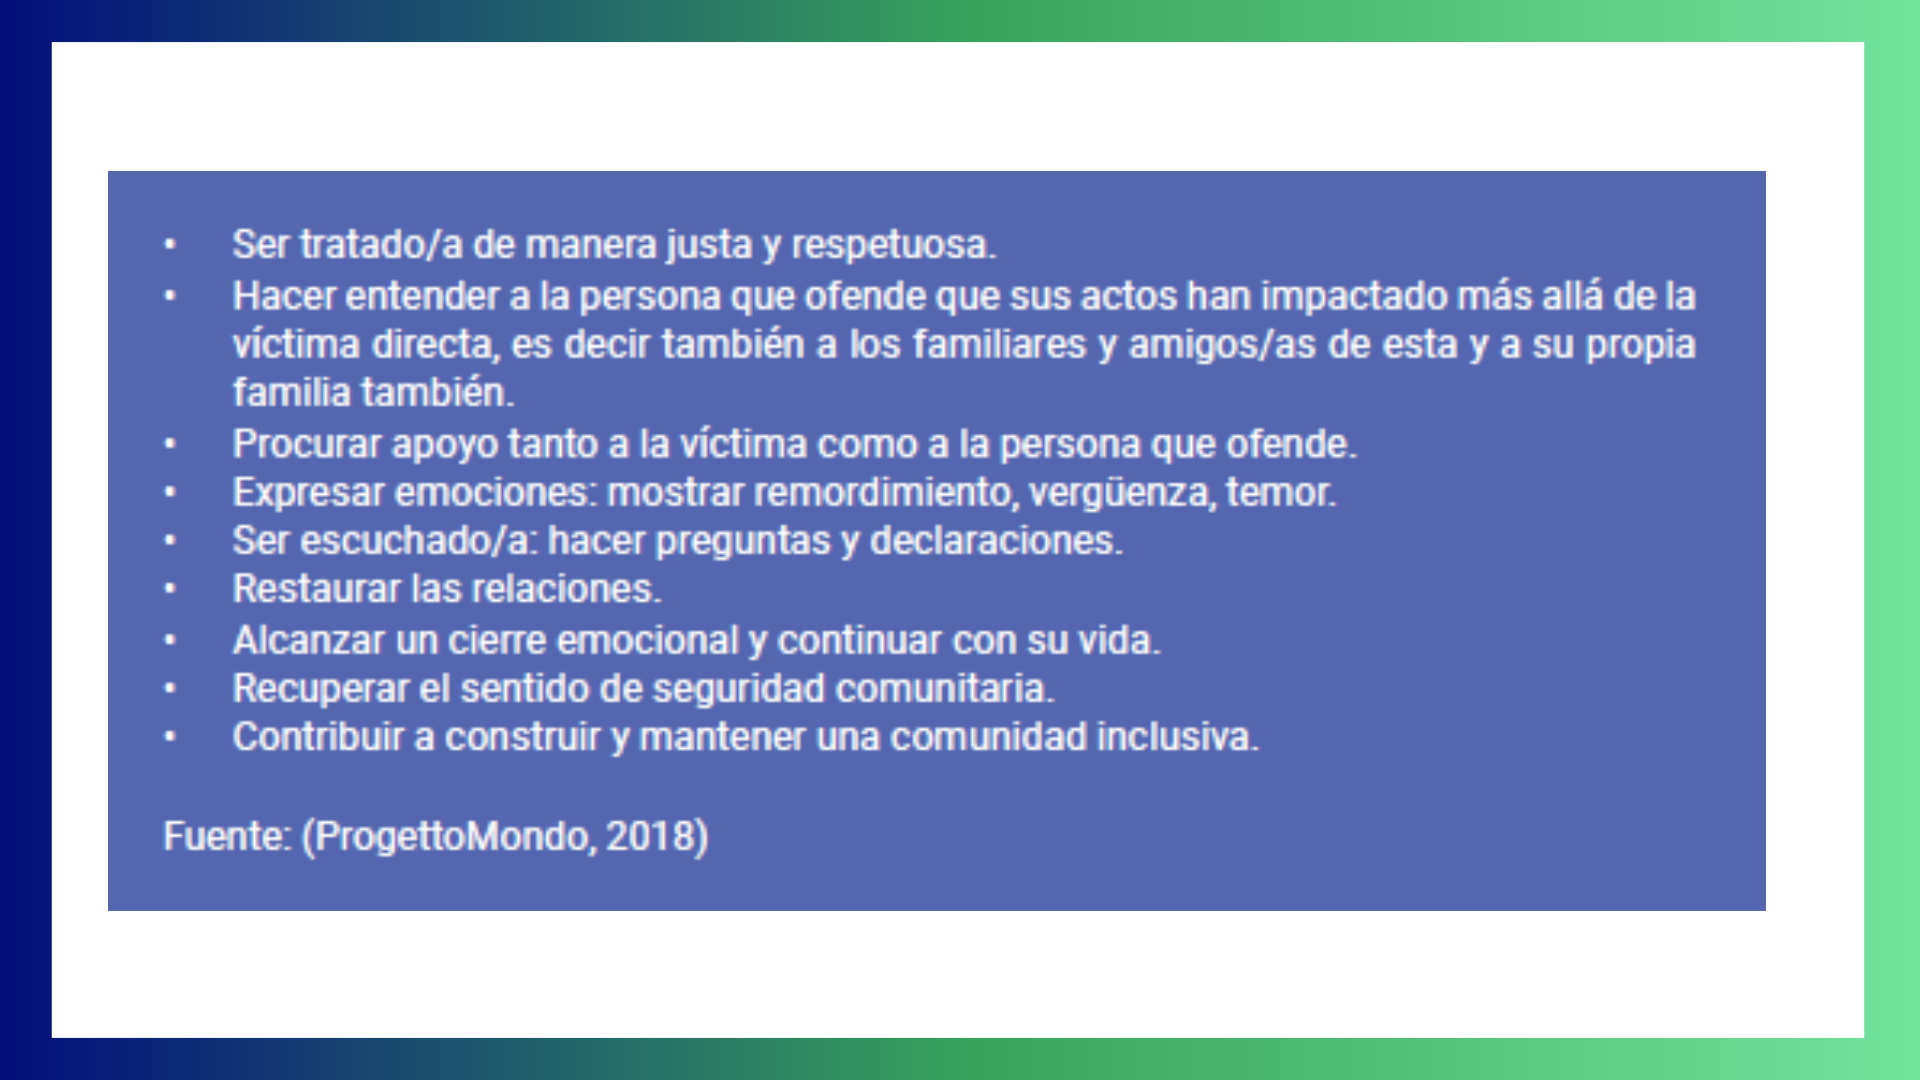 • Ser tratado/a de manera justa y respetuosa.
• Hacer entender a la persona que ofende que sus actos han impactado más allá de la
víctima directa, es decir también a los familiares y amigos/as de esta y a su propia
familia también.
• Procurar apoyo tanto a la víctima como a la persona que ofende.
• Expresar emociones: mostrar remordimiento, vergüenza, temor.
• Ser escuchado/a: hacer preguntas y declaraciones.
• Restaurar las relaciones.
• Alcanzar un cierre emocional y continuar con su vida.
• Recuperar el sentido de seguridad comunitaria.
• Contribuir a construir y mantener una comunidad inclusiva.
Fuente: (ProgettoMondo, 2018)